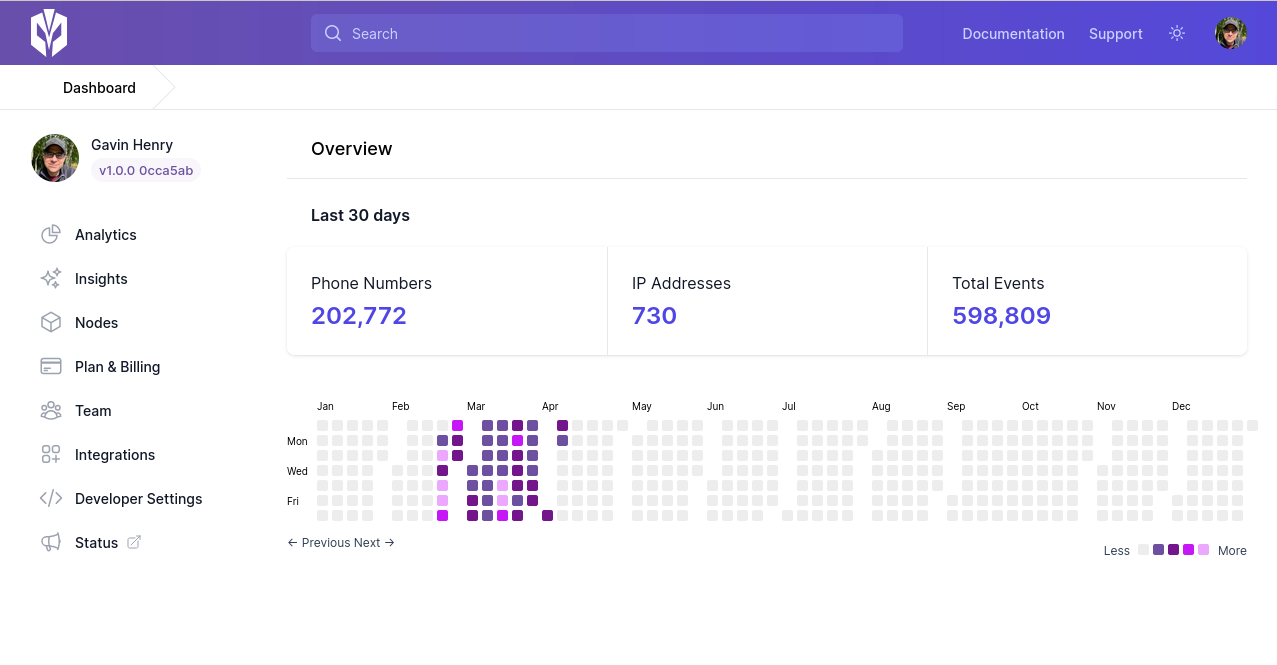 Search
Documentation
Support
Dashboard
Gavin Henry
v1.0.0 0cca5ab
Analytics
Insights
Nodes
Plan & Billing
Team
Integrations
Developer Settings
Status
Overview
Last 30 days
Phone Numbers
202,772
IP Addresses
730
Total Events
598,809
Jan Feb Mar Apr May Jun Jul Aug Sep Oct Nov Dec
Mon
Wed
Fri
← Previous Next →
Less More